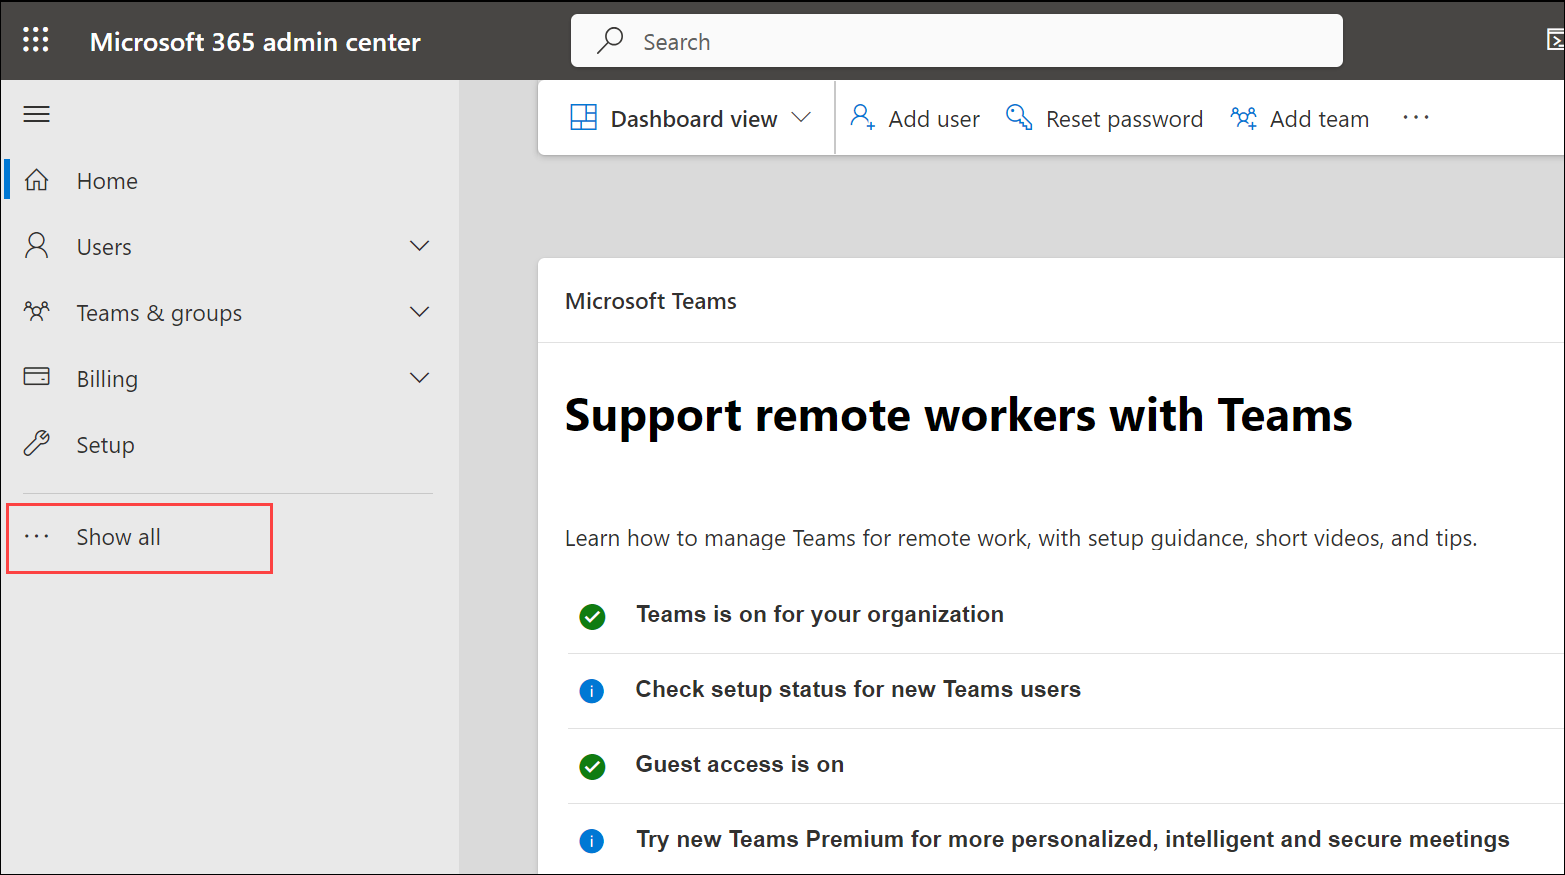 Microsoft 365 admin center
Search
Dashboard view
Add user
Reset password
Add team
Home
Users
Teams & groups
Billing
Setup
Show all
Microsoft Teams
Support remote workers with Teams
Learn how to manage Teams for remote work, with setup guidance, short videos, and tips.
Teams is on for your organization
Check setup status for new Teams users
Guest access is on
Try new Teams Premium for more personalized, intelligent and secure meetings